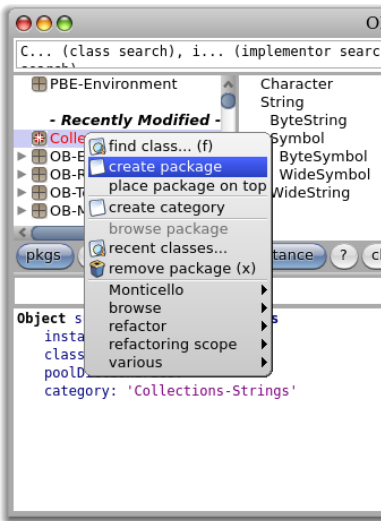 O
C... (class search), i... (implementor searc
search)
PBE-Environment
- Recently Modified -
Colle
OB-E
OB-R
OB-T
OB-M
Character
String
ByteString
Symbol
ByteSymbol
WideSymbol
WideString
find class... (f)
create package
place package on top
create category
browse package
recent classes...
remove package (x)
Monticello
browse
refactor
refactoring scope
various
pkgs
tance
?
cl
Object s
s
insta
class
poolD
category: 'Collections-Strings'